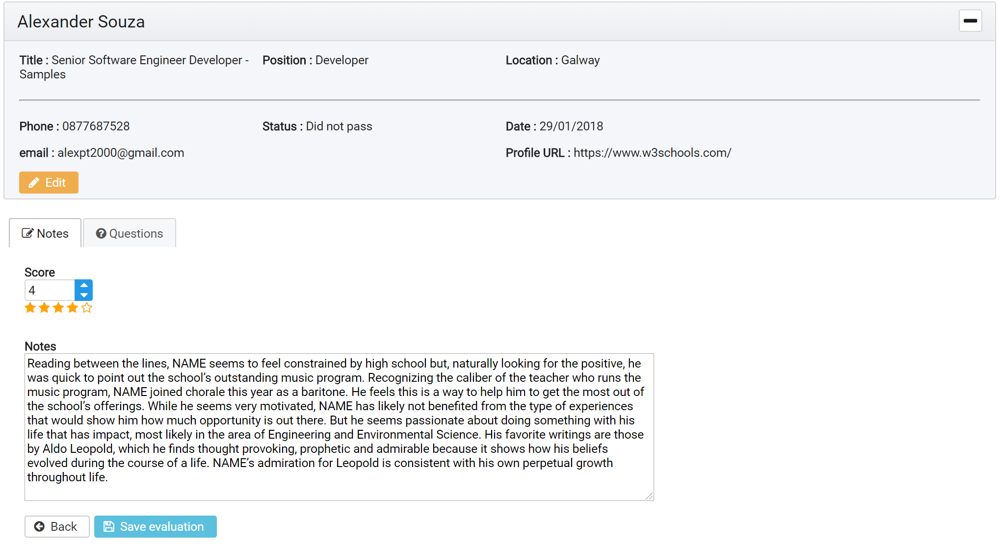 Alexander Souza
Title : Senior Software Engineer Developer - Samples
Position : Developer
Location : Galway
Phone : 0877687528
Status : Did not pass
Date : 29/01/2018
email : alexpt2000@gmail.com
Profile URL : https://www.w3schools.com/
Edit
Notes
Questions
Score
4
Notes
Reading between the lines, NAME seems to feel constrained by high school but, naturally looking for the positive, he
was quick to point out the school’s outstanding music program. Recognizing the caliber of the teacher who runs the
music program, NAME joined chorale this year as a baritone. He feels this is a way to help him to get the most out of
the school’s offerings. While he seems very motivated, NAME has likely not benefited from the type of experiences
that would show him how much opportunity is out there. But he seems passionate about doing something with his
life that has impact, most likely in the area of Engineering and Environmental Science. His favorite writings are those
by Aldo Leopold, which he finds thought provoking, prophetic and admirable because it shows how his beliefs
evolved during the course of a life. NAME’s admiration for Leopold is consistent with his own perpetual growth
throughout life.
Back
Save evaluation